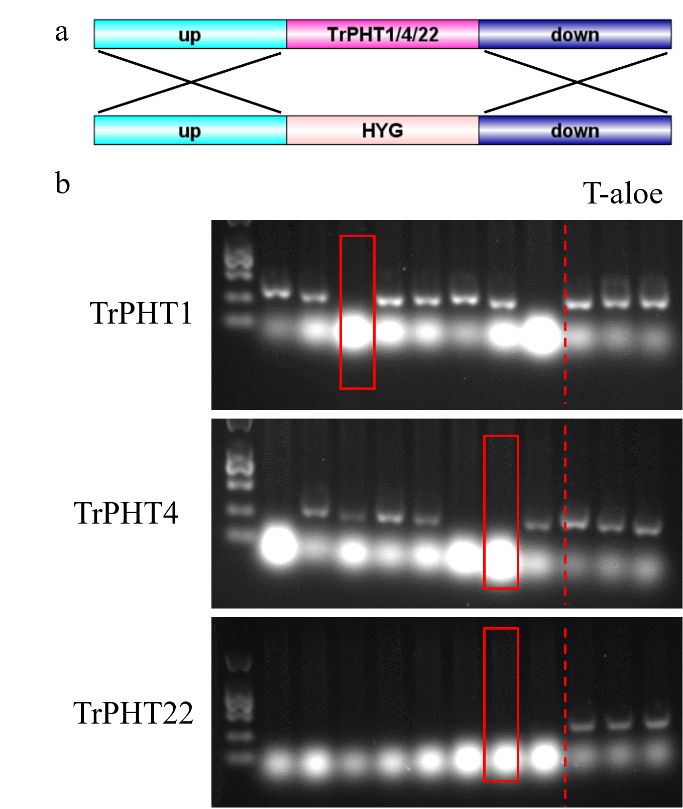 a
up TrPHT1/4/22 down
up HYG down
b
T-aloe
TrPHT1
TrPHT4
TrPHT22